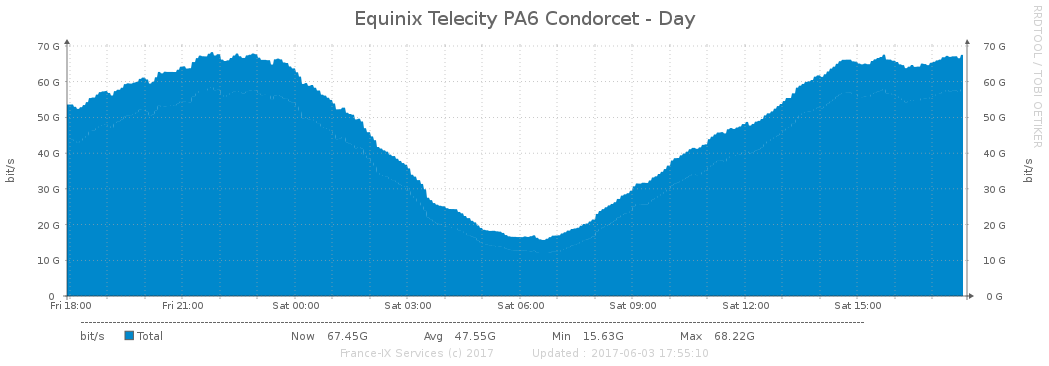 Equinix Telecity PA6 Condorcet - Day
RRDTOOL / TOBI OETIKER
bit/s
bit/s
70 G 70 G
60 G 60 G
50 G 50 G
40 G 40 G
30 G 30 G
20 G 20 G
10 G 10 G
0 0 G
Fri 18:00 Fri 21:00 Sat 00:00 Sat 03:00 Sat 06:00 Sat 09:00 Sat 12:00 Sat 15:00
bit/s Total Now 67.45G Avg 47.55G Min 15.63G Max 68.22G
France-IX Services (c) 2017 Updated : 2017-06-03 17:55:10